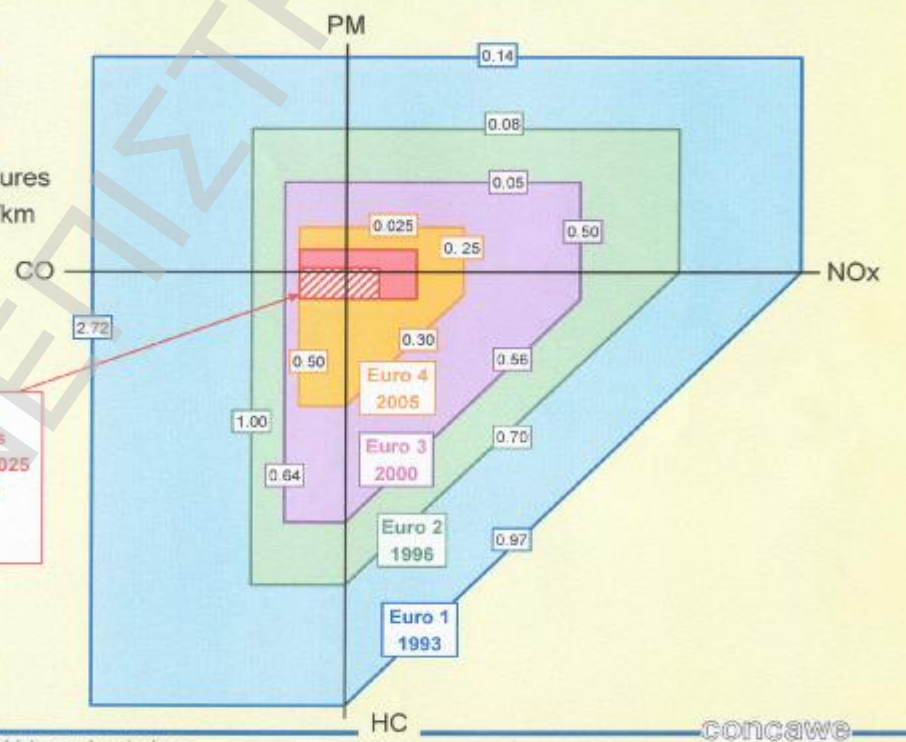 PM
0.14
0.08
ures
0.05
/km
0.025
0.50
0.25
CO
NOx
2.72
0.30
0.50
0.56
Euro 4
2005
1.00
s
0.70
Euro 3
2000
025
0.64
Euro 2
1996
0.97
Euro 1
1993
HC
concawe
ΝΕΠΙΣΤΗ